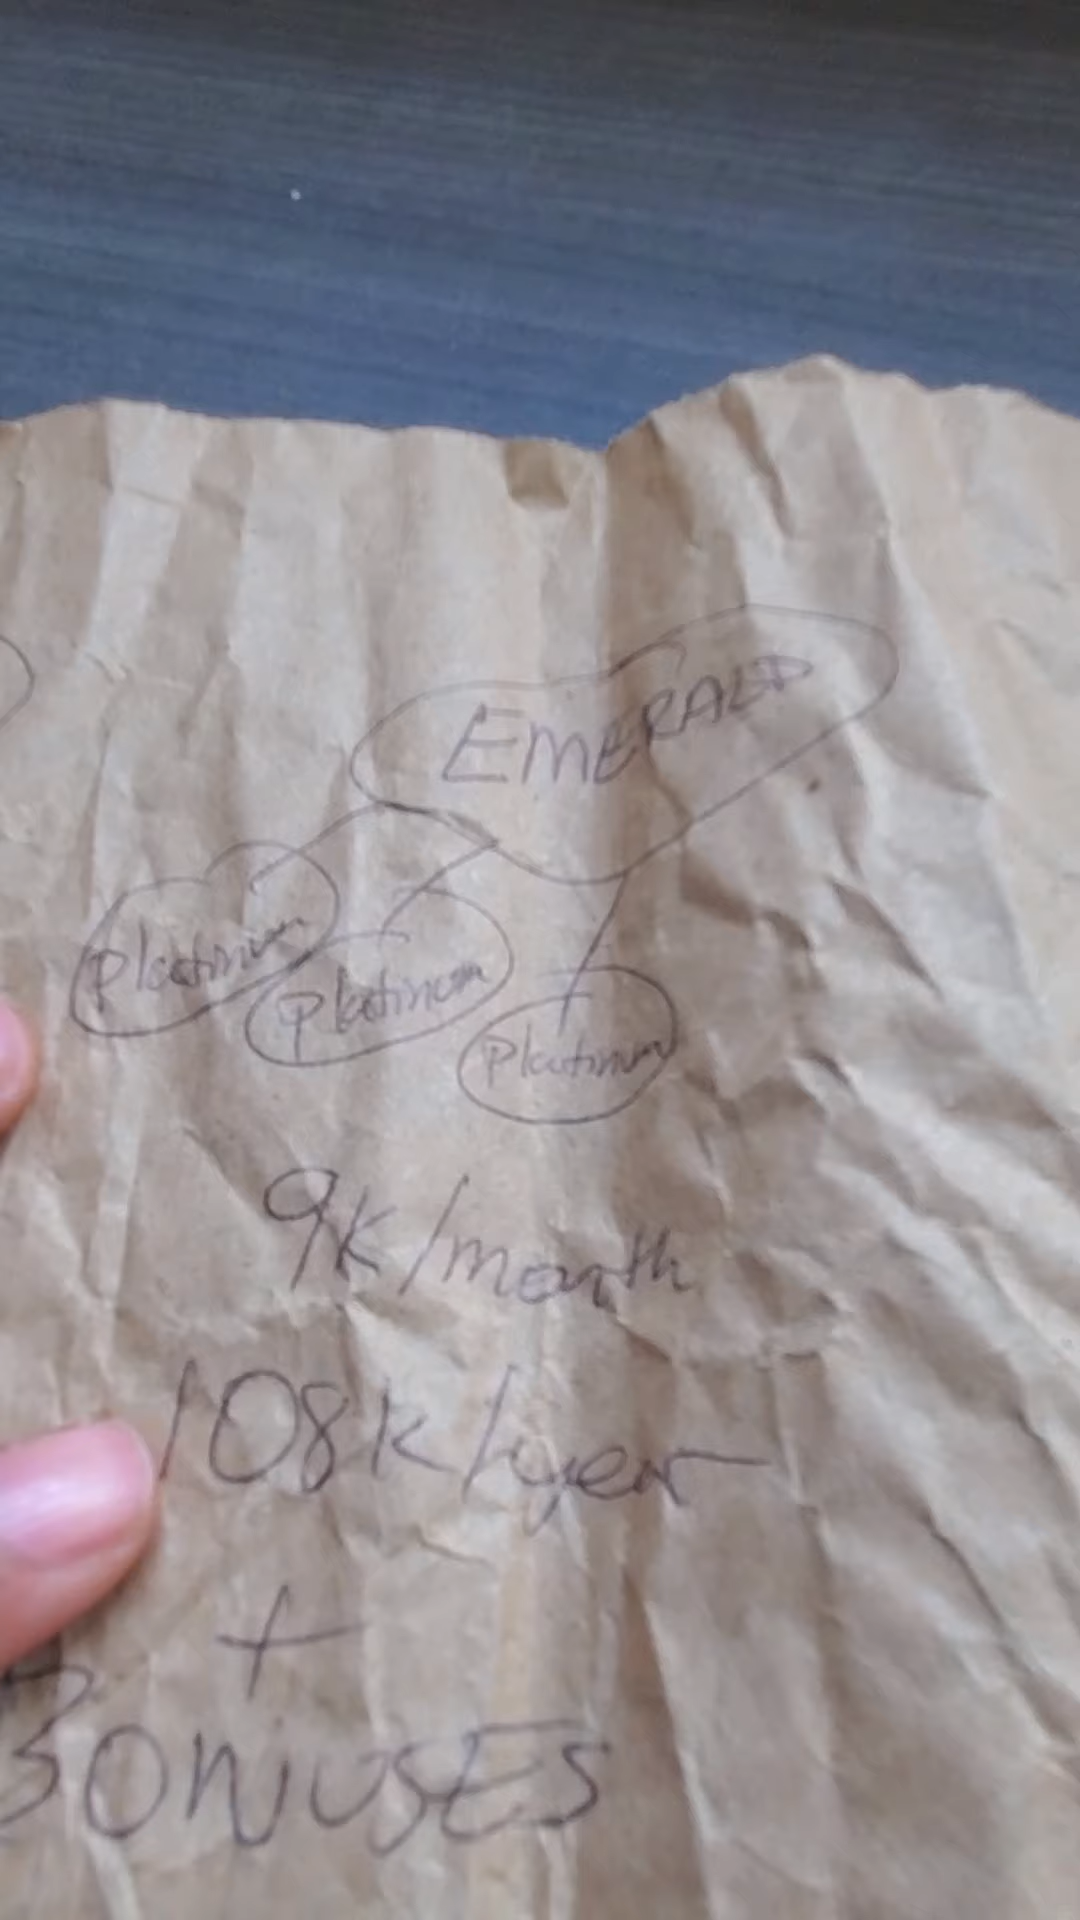 EMERALD
Platinum
Platinum
Platinum
9K/month
108K/year
+
BONUSES